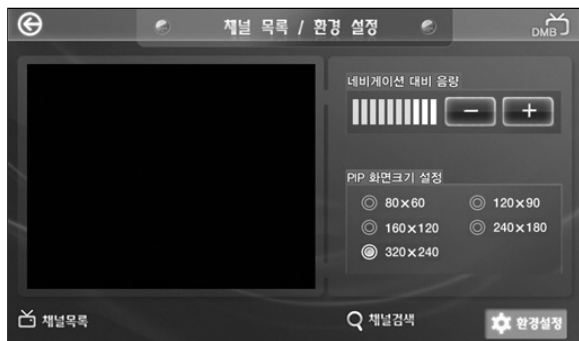 채널 목록 / 환경 설정
DMB
네비게이션 대비 음량
PIP 화면크기 설정
80×60
120×90
160×120
240×180
320×240
채널목록
채널검색
환경설정